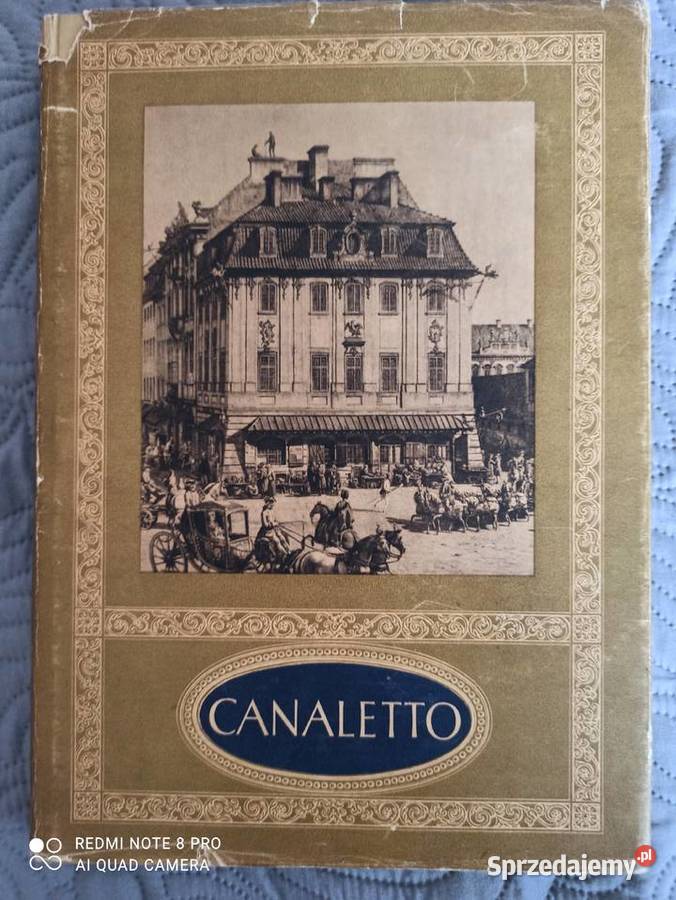 CANALETTO
REDMI NOTE 8 PRO
AI QUAD CAMERA
Sprzedajemy.pl